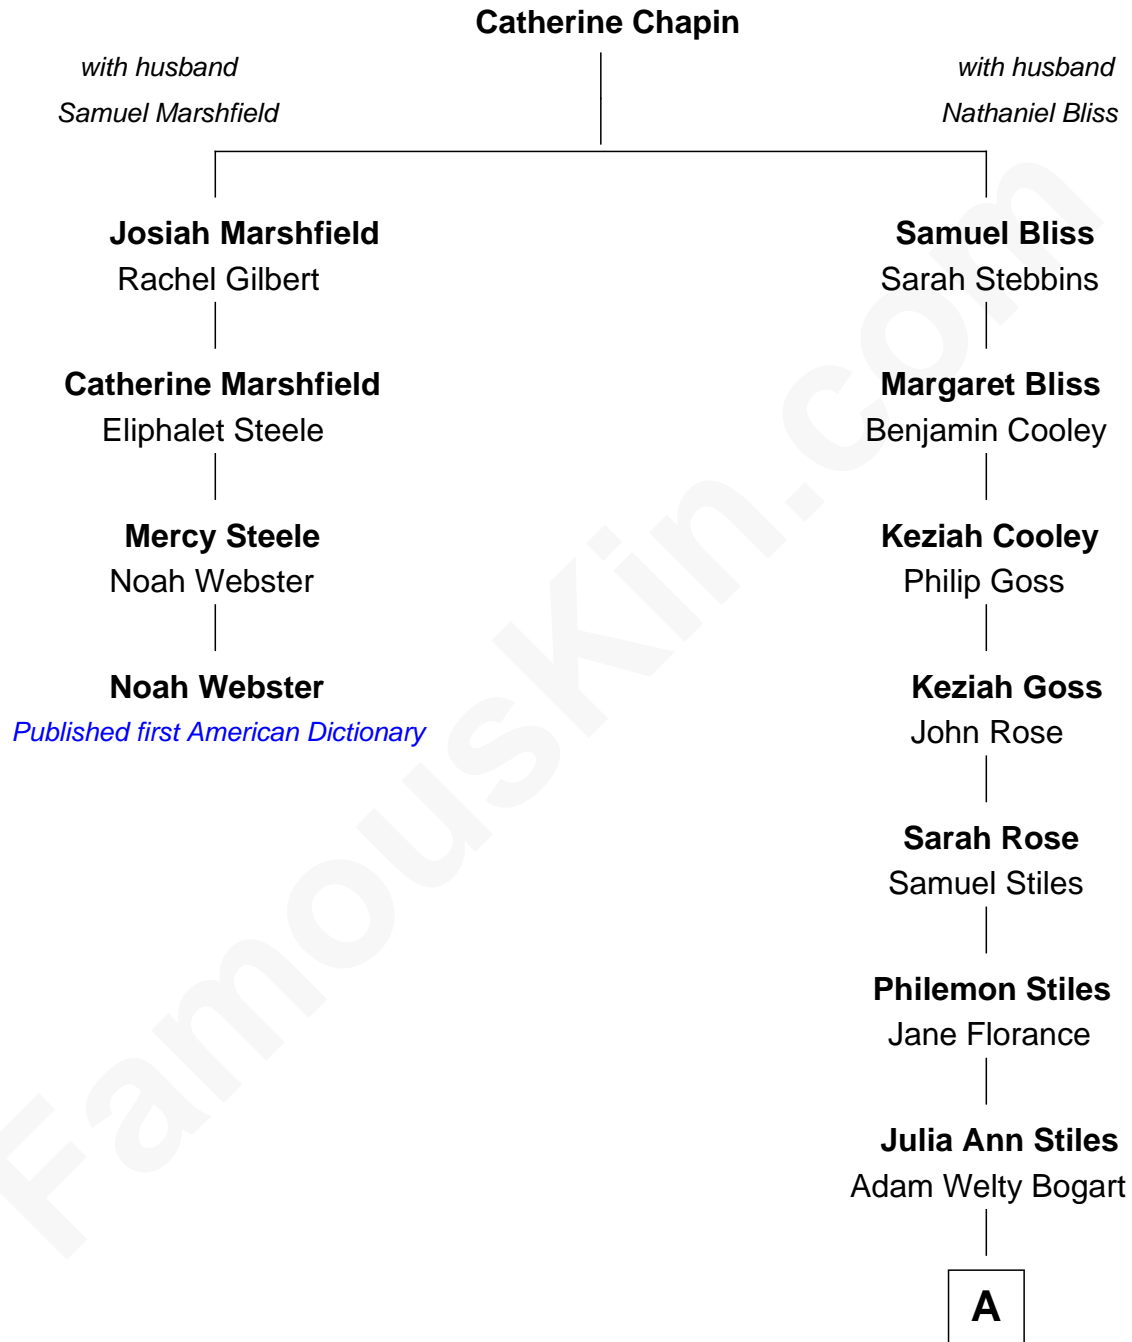 Catherine Chapin
with husband
Samuel Marshfield
with husband
Nathaniel Bliss
Josiah Marshfield
Rachel Gilbert
Catherine Marshfield
Eliphalet Steele
Mercy Steele
Noah Webster
Noah Webster
Published first American Dictionary
Samuel Bliss
Sarah Stebbins
Margaret Bliss
Benjamin Cooley
Keziah Cooley
Philip Goss
Keziah Goss
John Rose
Sarah Rose
Samuel Stiles
Philemon Stiles
Jane Florance
Julia Ann Stiles
Adam Welty Bogart
A
FamousKin.com